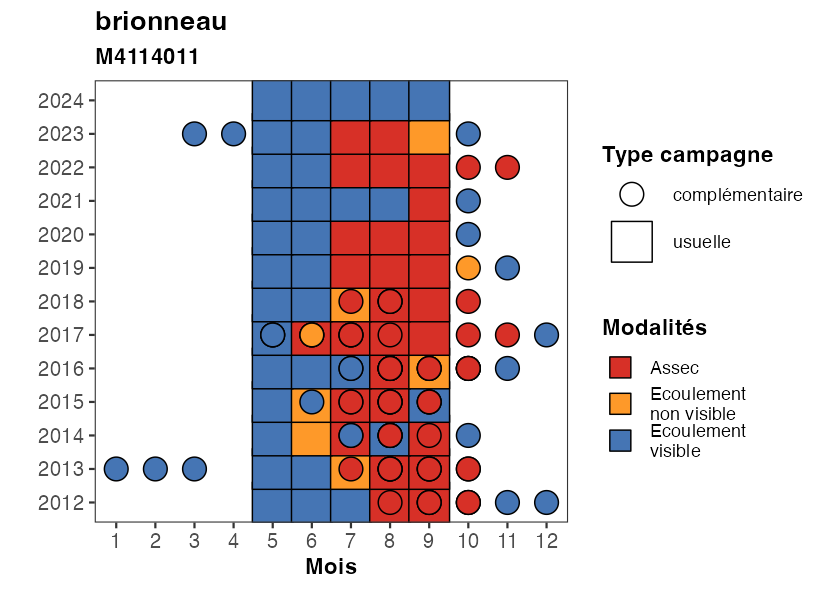 brionneau
M4114011
2024
2023
2022
2021
2020
2019
2018
2017
2016
2015
2014
2013
2012
1 2 3 4 5 6 7 8 9 10 11 12
Mois
Type campagne
complémentaire
usuelle
Modalités
Assec
Ecoulement
non visible
Ecoulement
visible